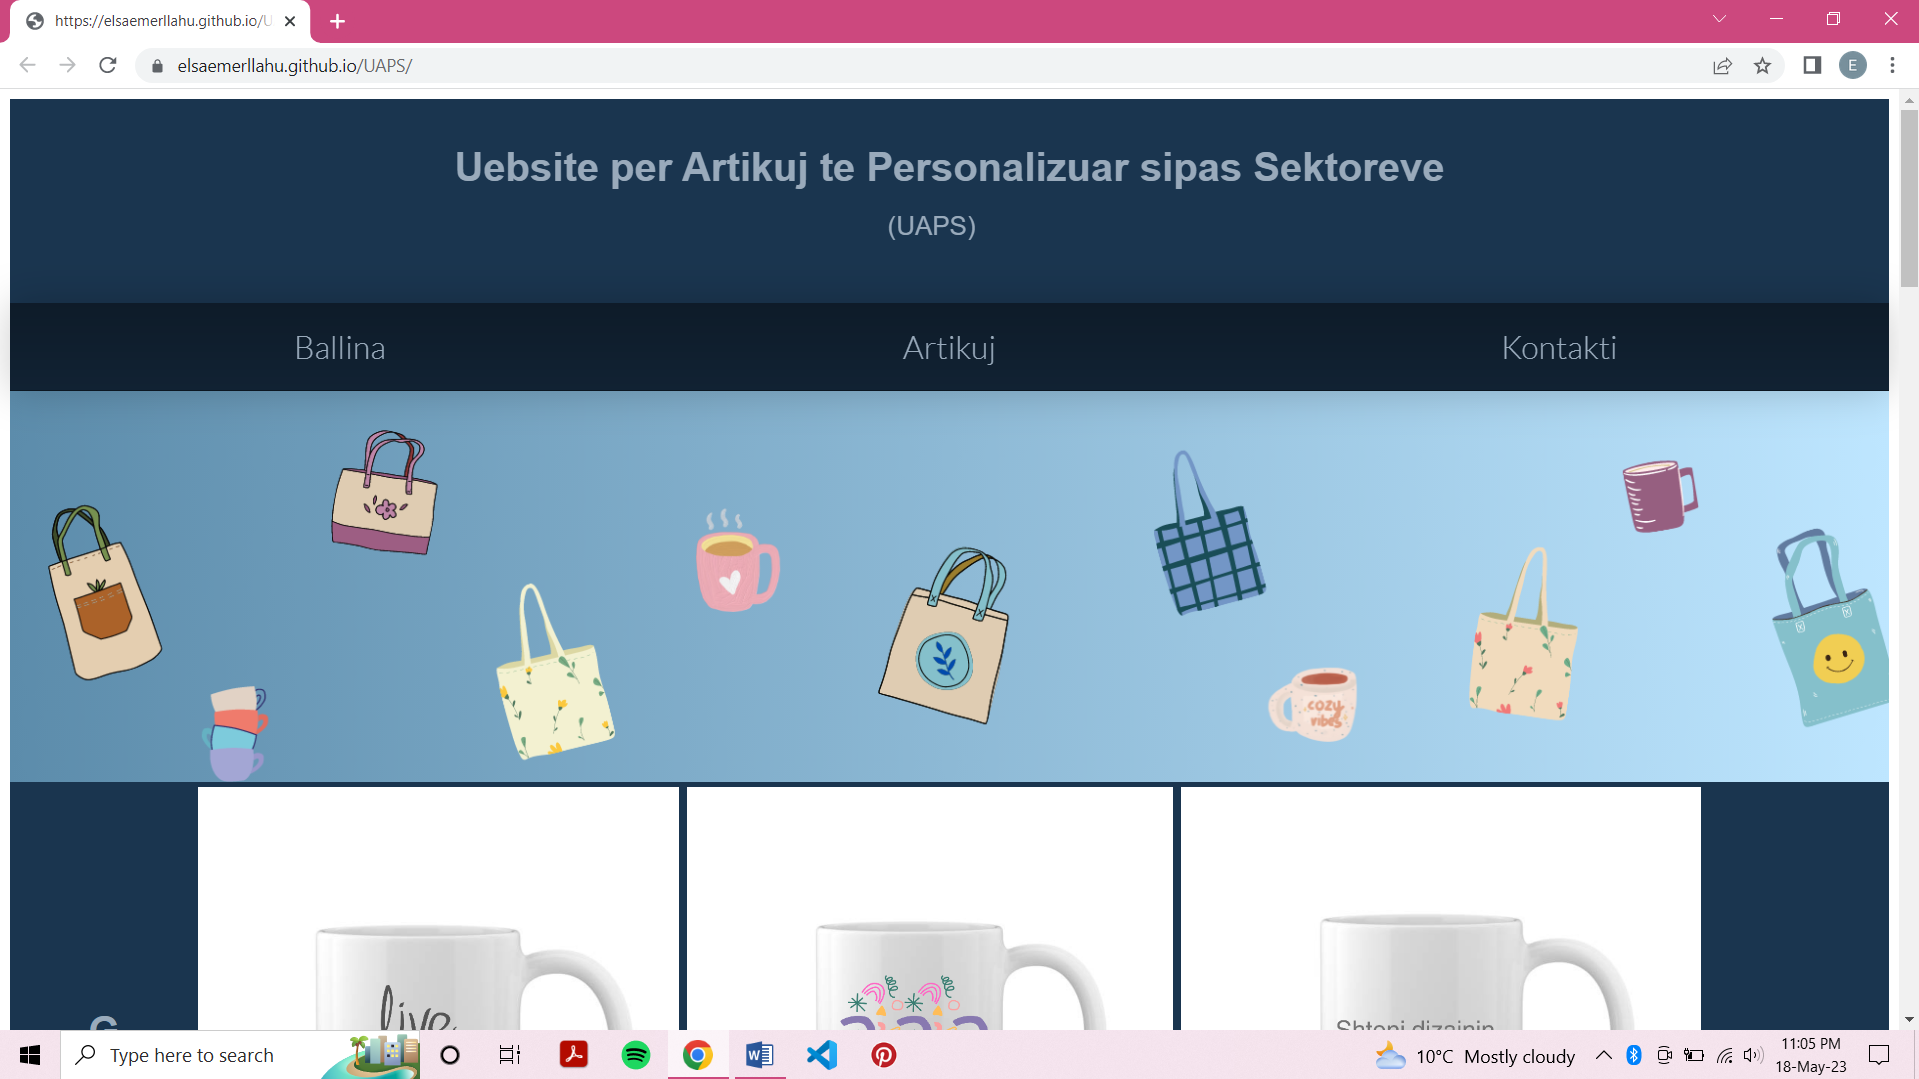 https://elsaemerllahu.github.io/U
elsaemerllahu.github.io/UAPS/
E
Uebsite per Artikuj te Personalizuar sipas Sektoreve
(UAPS)
Ballina
Artikuj
Kontakti
cozy
vibes
live
Shtoni dizajnin
Type here to search
10°C Mostly cloudy
11:05 PM
18-May-23